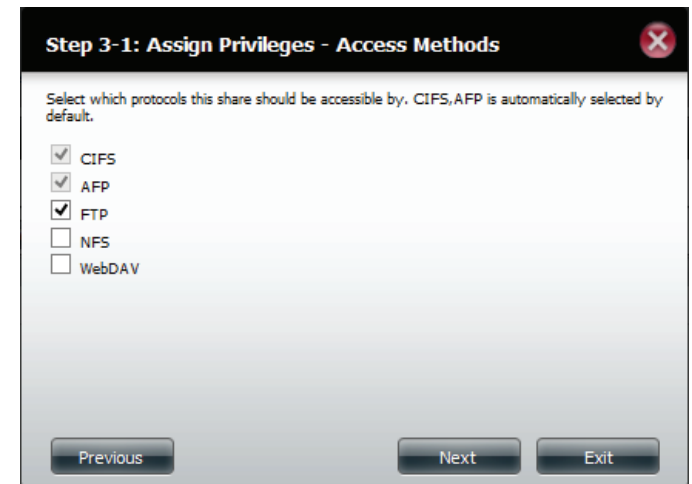 Step 3-1: Assign Privileges - Access Methods
Select which protocols this share should be accessible by. CIFS,AFP is automatically selected by
default.
CIFS
AFP
FTP
NFS
WebDAV
Previous
Next
Exit